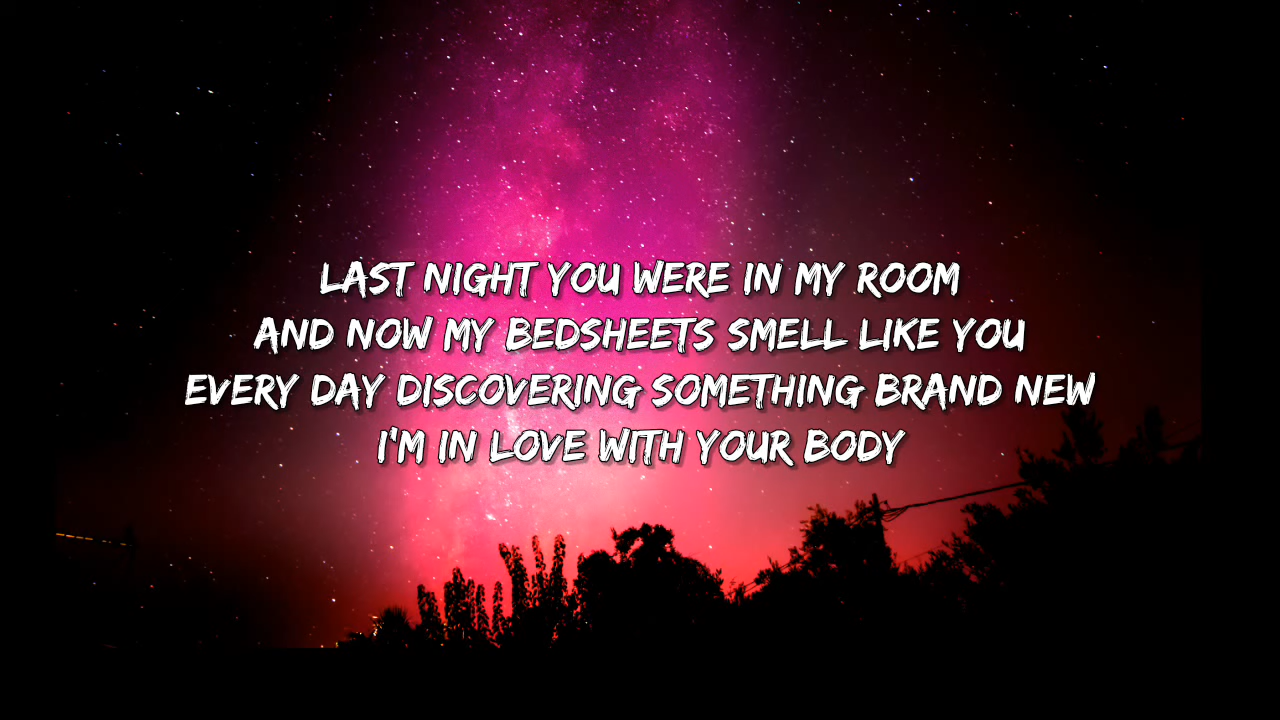 LAST NIGHT YOU WERE IN MY ROOM
AND NOW MY BEDSHEETS SMELL LIKE YOU
EVERY DAY DISCOVERING SOMETHING BRAND NEW
I'M IN LOVE WITH YOUR BODY